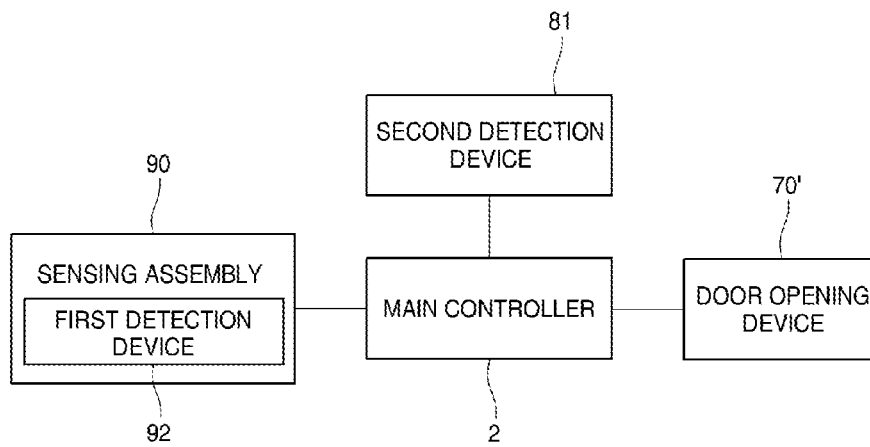 81
SECOND DETECTION
DEVICE
90
70'
SENSING ASSEMBLY
FIRST DETECTION
DEVICE
MAIN CONTROLLER
DOOR OPENING
DEVICE
92
2